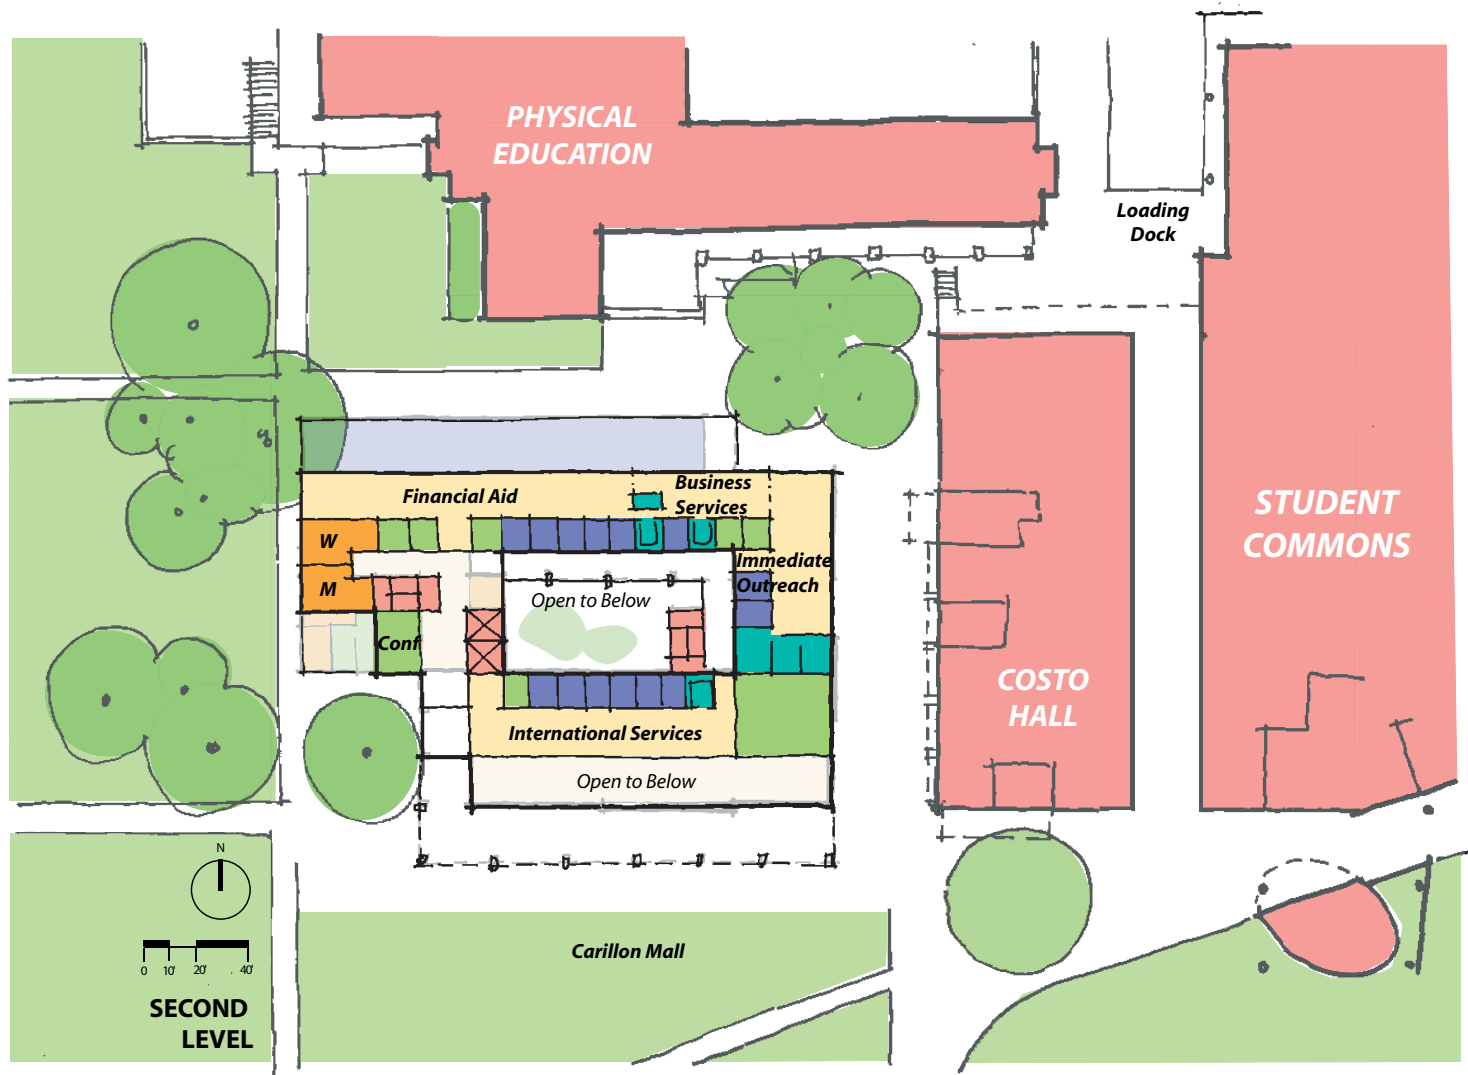 PHYSICAL
EDUCATION
Loading
Dock
Business
Services
Financial Aid
STUDENT
COMMONS
W
Immediate
Outreach
M
Open to Below
Conf
COSTO
HALL
International Services
Open to Below
N
0 10' 20' 40'
Carillon Mall
SECOND
LEVEL